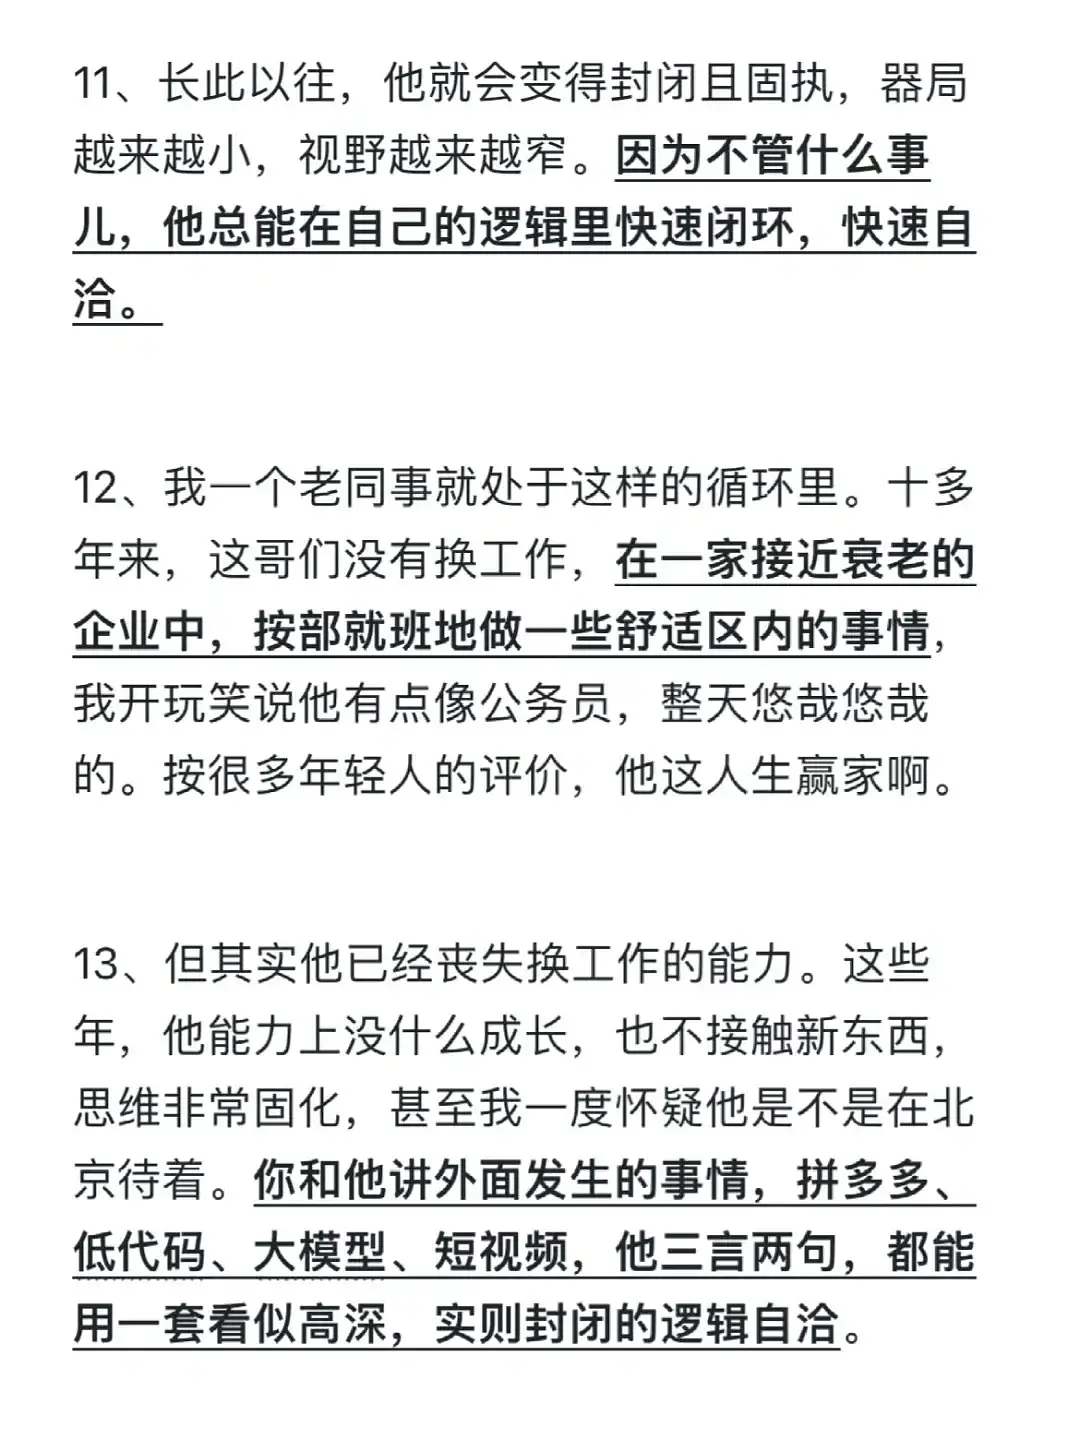 11、长此以往，他就会变得封闭且固执，器局
越来越小，视野越来越窄。因为不管什么事
儿，他总能在自己的逻辑里快速闭环，快速自
洽。
12、我一个老同事就处于这样的循环里。十多
年来，这哥们没有换工作，在一家接近衰老的
企业中，按部就班地做一些舒适区内的事情，
我开玩笑说他有点像公务员，整天悠哉悠哉
的。按很多年轻人的评价，他这人生赢家啊。
13、但其实他已经丧失换工作的能力。这些
年，他能力上没什么成长，也不接触新东西，
思维非常固化，甚至我一度怀疑他是不是在北
京待着。你和他讲外面发生的事情，拼多多、
低代码、大模型、短视频，他三言两句，都能
用一套看似高深，实则封闭的逻辑自洽。